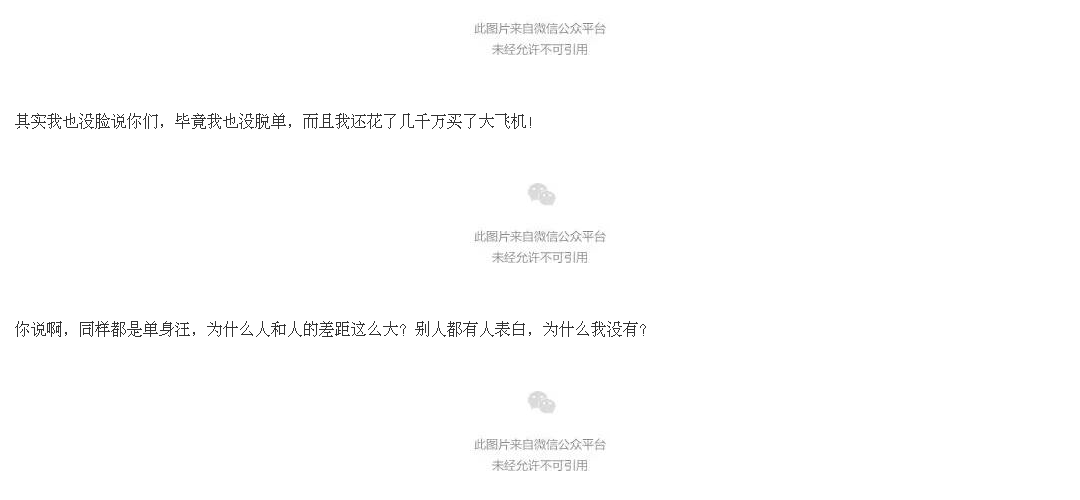 此图片来自微信公众平台
未经允许不可引用
其实我也没脸说你们，毕竟我也没脱单，而且我还花了几千万买了大飞机！
此图片来自微信公众平台
未经允许不可引用
你说啊，同样都是单身汪，为什么人和人的差距这么大？别人都有人表白，为什么我没有？
此图片来自微信公众平台
未经允许不可引用